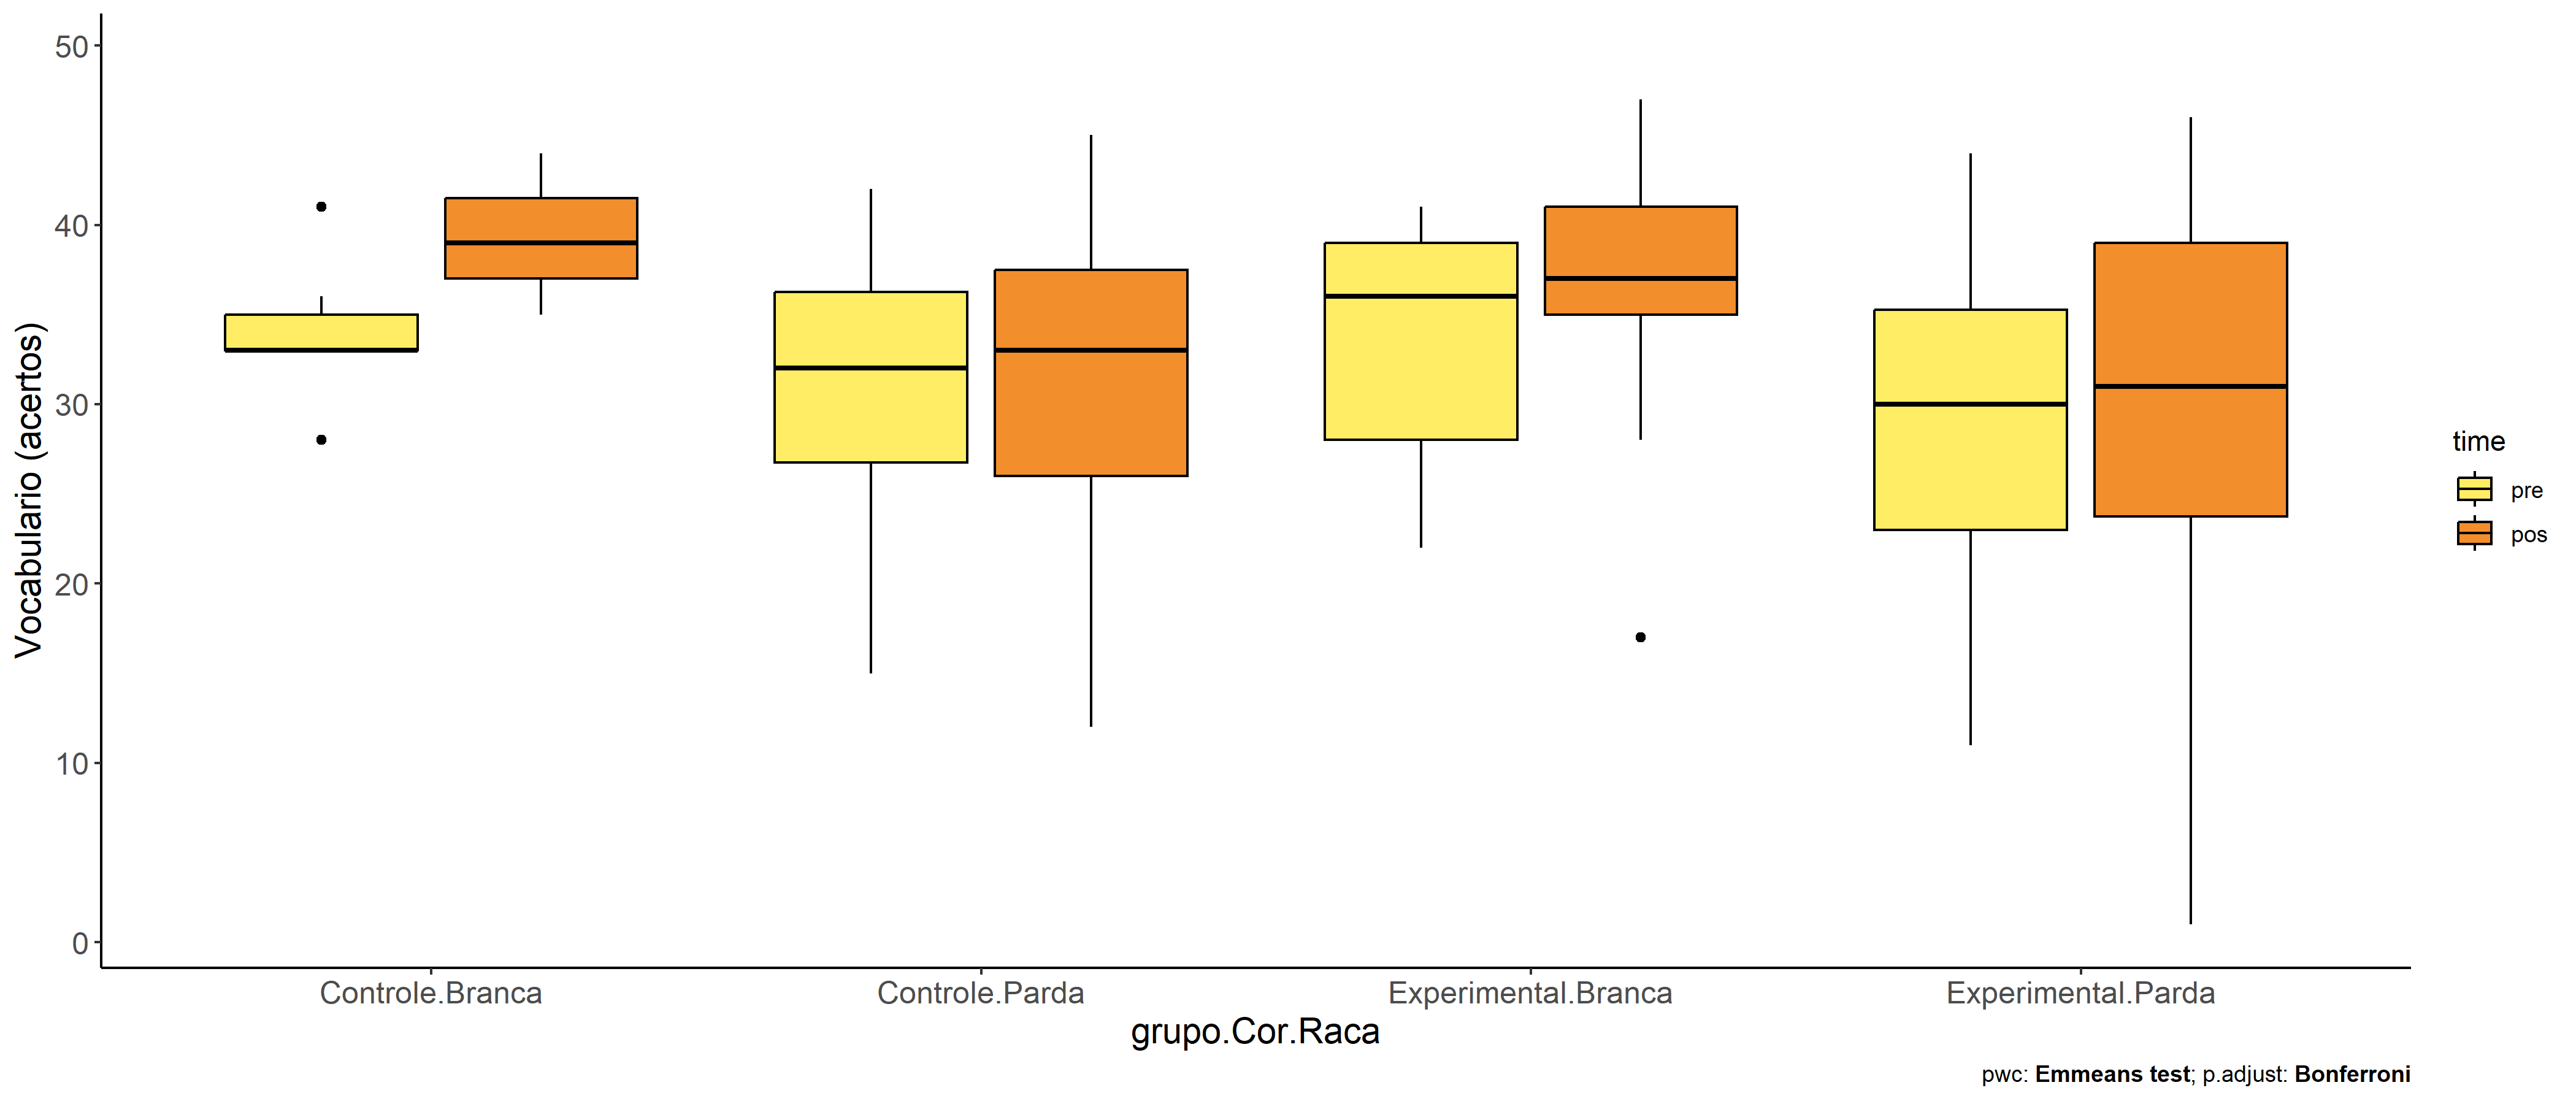 50
40
30
20
10
0
Vocabulario (acertos)
Controle.Branca
Controle.Parda
Experimental.Branca
Experimental.Parda
grupo.Cor.Raca
time
pre
pos
pwc: Emmeans test; p.adjust: Bonferroni